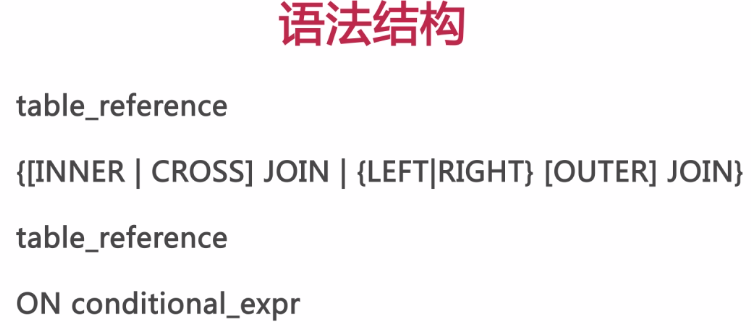 语法结构
table_reference
{[INNER | CROSS] JOIN | {LEFT|RIGHT} [OUTER] JOIN}
table_reference
ON conditional_expr